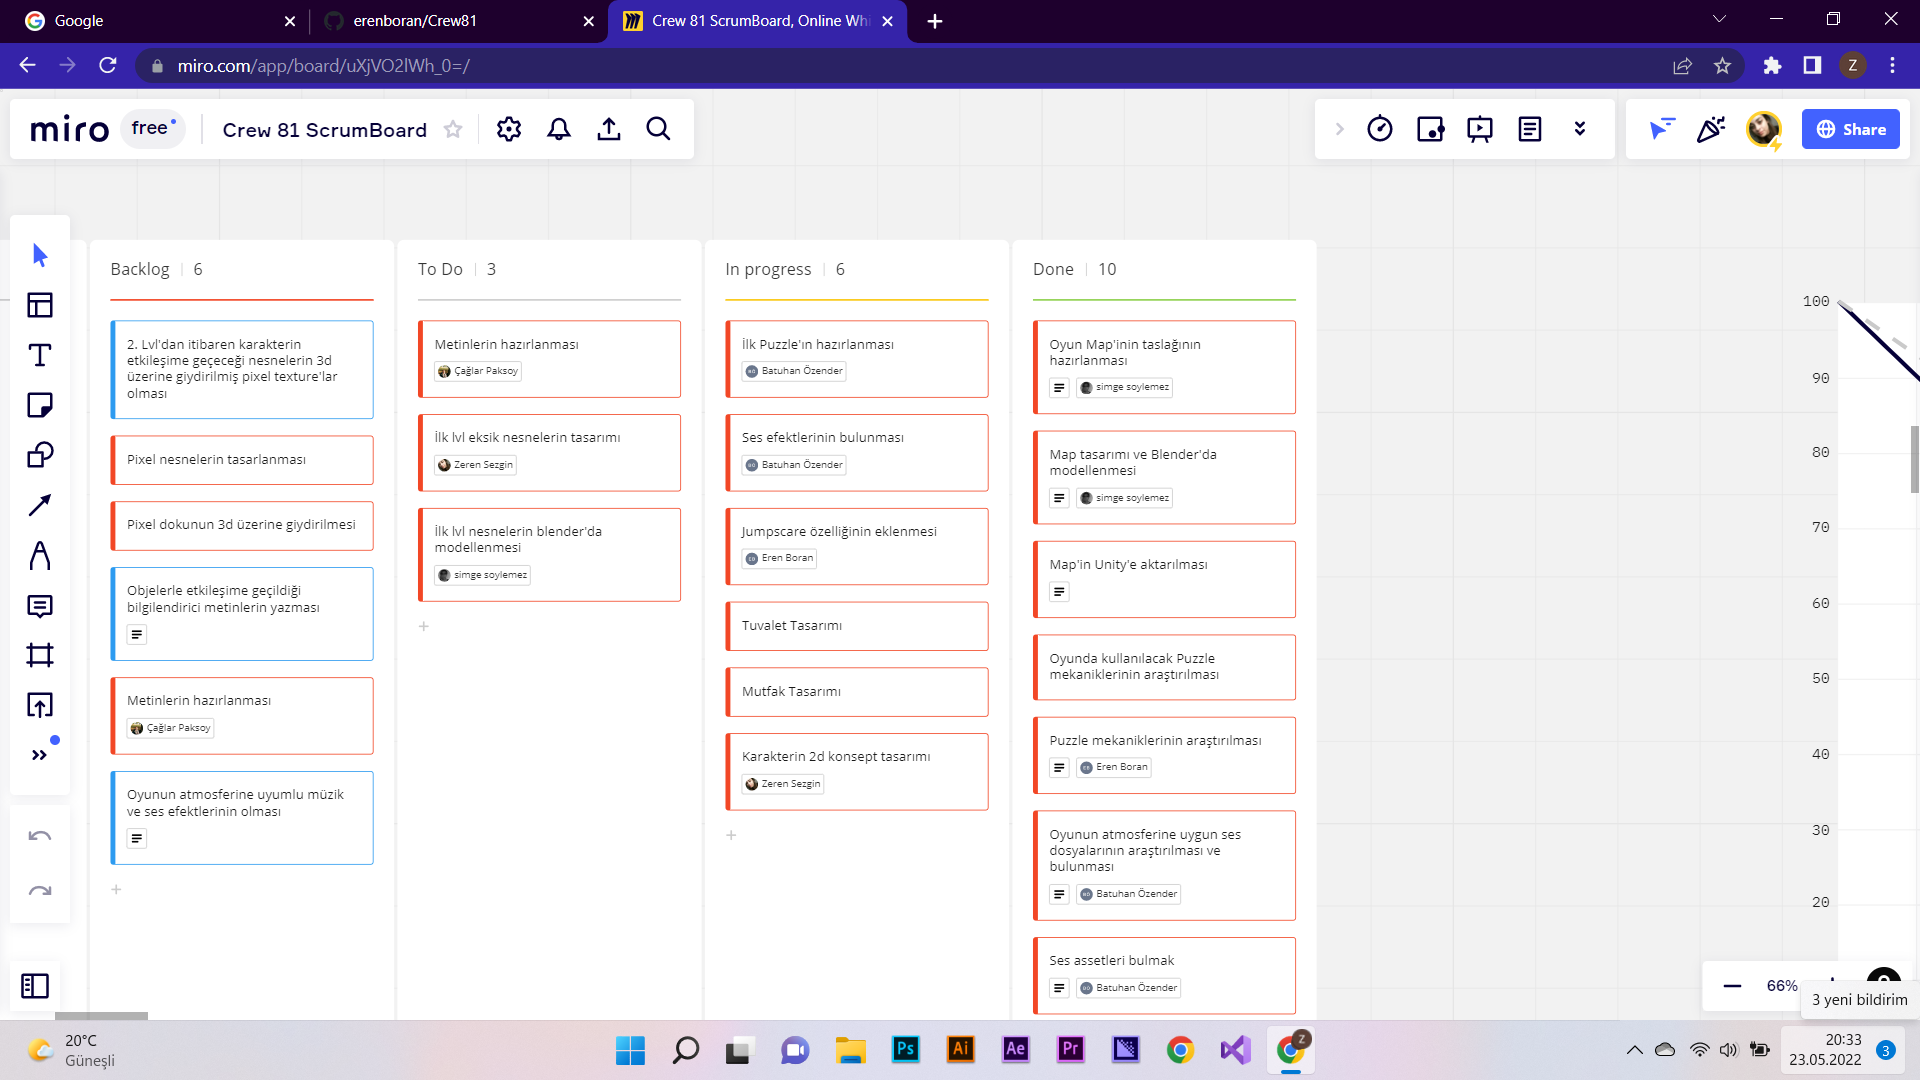 Google
erenboran/Crew81
Crew 81 ScrumBoard, Online Whi
miro.com/app/board/uXjVO2lWh_0=/
Z
miro
free
Crew 81 ScrumBoard
Share
Backlog 6
2. Lvl'dan itibaren karakterin
etkileşime geçeceği nesnelerin 3d
üzerine giydirilmiş pixel texture'lar
olması
Pixel nesnelerin tasarlanması
Pixel dokunun 3d üzerine giydirilmesi
Objelerle etkileşime geçildiği
bilgilendirici metinlerin yazması
Metinlerin hazırlanması
Çağlar Paksoy
Oyunun atmosferine uyumlu müzik
ve ses efektlerinin olması
To Do 3
Metinlerin hazırlanması
Çağlar Paksoy
İlk lvl eksik nesnelerin tasarımı
Zeren Sezgin
İlk lvl nesnelerin blender'da
modellenmesi
simge soylemez
In progress 6
İlk Puzzle'ın hazırlanması
Batuhan Özender
Ses efektlerinin bulunması
Batuhan Özender
Jumpscare özelliğinin eklenmesi
Eren Boran
Tuvalet Tasarımı
Mutfak Tasarımı
Karakterin 2d konsept tasarımı
Zeren Sezgin
Done 10
Oyun Map'inin taslağının
hazırlanması
simge soylemez
Map tasarımı ve Blender'da
modellenmesi
simge soylemez
Map'in Unity'e aktarılması
Oyunda kullanılacak Puzzle
mekaniklerinin araştırılması
Puzzle mekaniklerinin araştırılması
Eren Boran
Oyunun atmosferine uygun ses
dosyalarının araştırılması ve
bulunması
Batuhan Özender
Ses assetleri bulmak
Batuhan Özender
100
90
80
70
60
50
40
30
20
66%
3 yeni bildirim
20°C
Güneşli
Ps
Ai
Ae
Pr
Z
20:33
23.05.2022
3